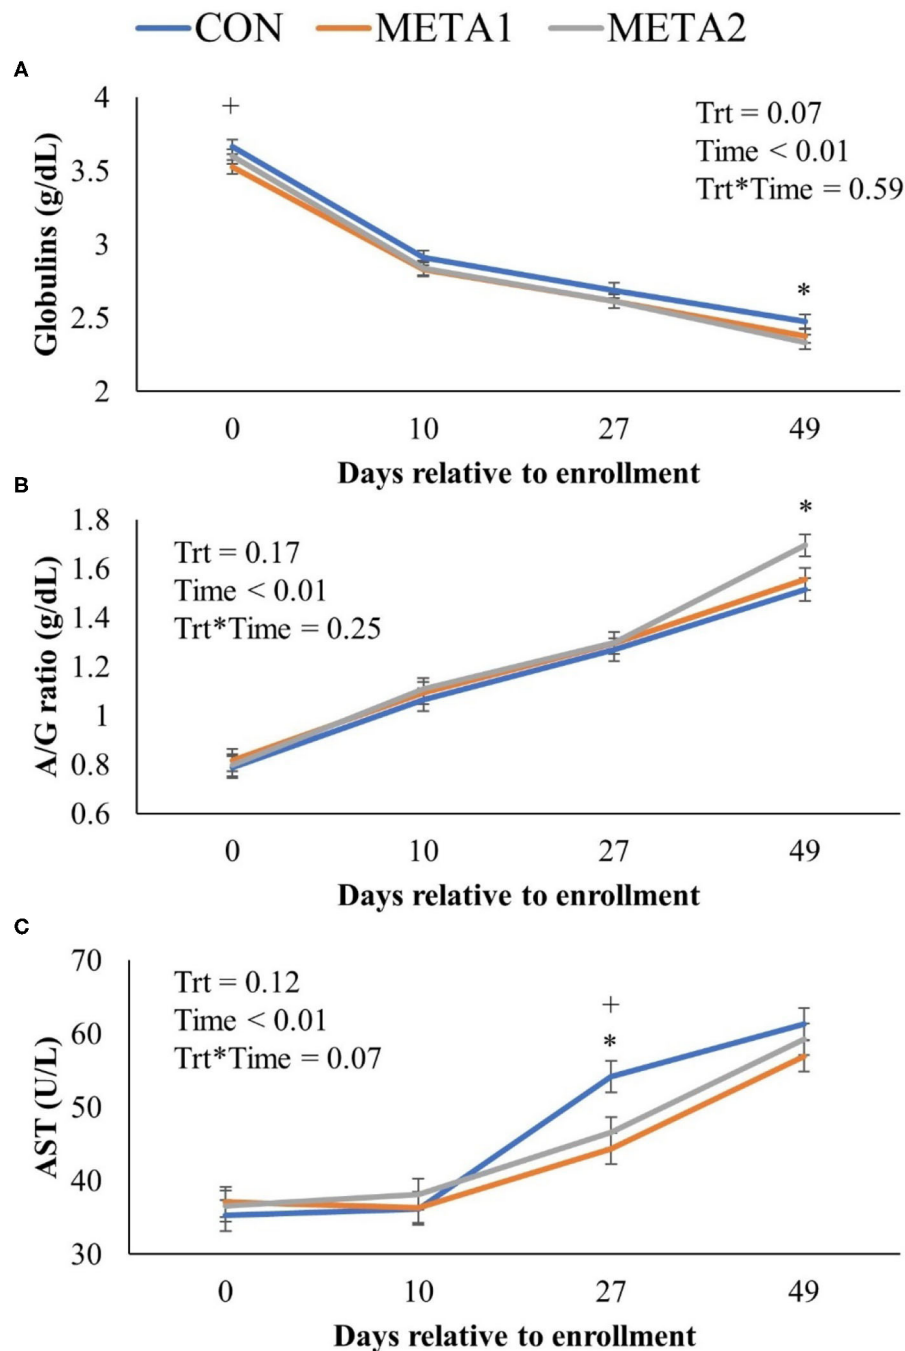 CON META1 META2
A
4
3.5
3
2.5
2
Globulins (g/dL)
+
*
Trt = 0.07
Time < 0.01
Trt*Time = 0.59
0 10 27 49
Days relative to enrollment
B
1.8
1.6
1.4
1.2
1
0.8
0.6
A/G ratio (g/dL)
Trt = 0.17
Time < 0.01
Trt*Time = 0.25
*
0 10 27 49
Days relative to enrollment
C
70
60
50
40
30
AST (U/L)
Trt = 0.12
Time < 0.01
Trt*Time = 0.07
+
*
0 10 27 49
Days relative to enrollment